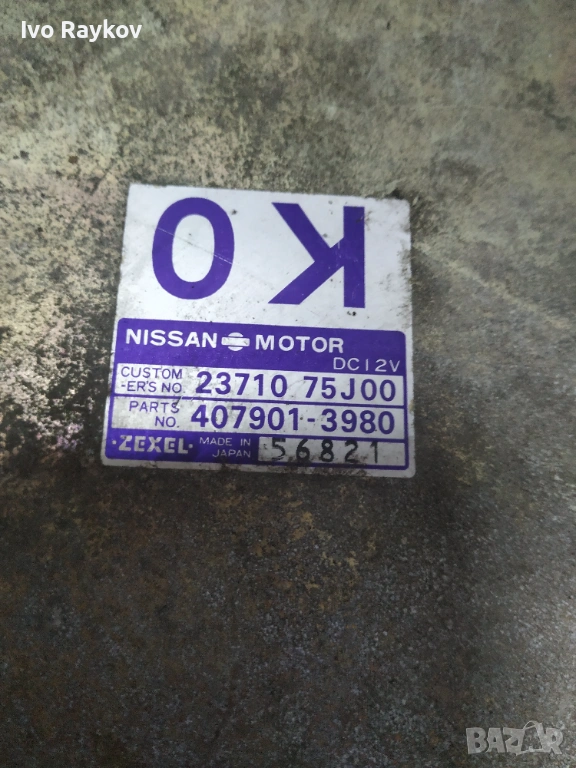 Ivo Raykov
KO
NISSAN MOTOR
DC12V
CUSTOM -ER'S NO. 23710 75J00
PARTS NO. 407901-3980
·ZEXEL· MADE IN JAPAN 56821
BAZAR